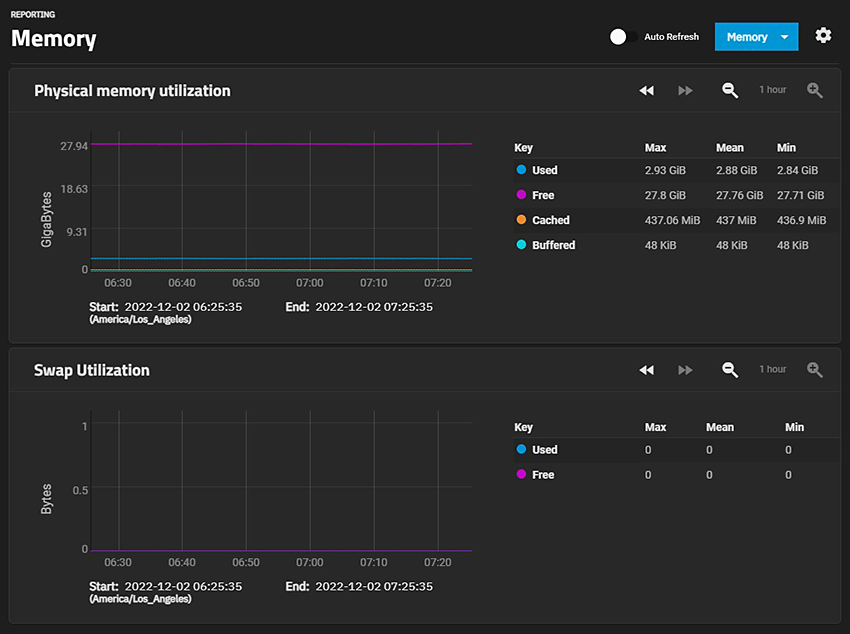 REPORTING
Memory
Auto Refresh
Memory
Physical memory utilization
1 hour
GigaBytes
27.94
18.63
9.31
0
06:30 06:40 06:50 07:00 07:10 07:20
Start: 2022-12-02 06:25:35 End: 2022-12-02 07:25:35
(America/Los_Angeles)
Key Max Mean Min
Used 2.93 GiB 2.88 GiB 2.84 GiB
Free 27.8 GiB 27.76 GiB 27.71 GiB
Cached 437.06 MiB 437 MiB 436.9 MiB
Buffered 48 KiB 48 KiB 48 KiB
Swap Utilization
1 hour
Bytes
1
0.5
0
06:30 06:40 06:50 07:00 07:10 07:20
Start: 2022-12-02 06:25:35 End: 2022-12-02 07:25:35
(America/Los_Angeles)
Key Max Mean Min
Used 0 0 0
Free 0 0 0